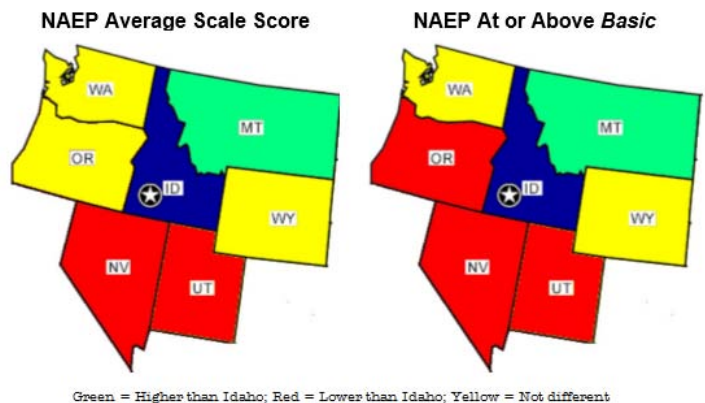 NAEP Average Scale Score
NAEP At or Above Basic
WA
MT
OR
ID
WY
NV
UT
WA
MT
OR
ID
WY
NV
UT
Green = Higher than Idaho; Red = Lower than Idaho; Yellow = Not different